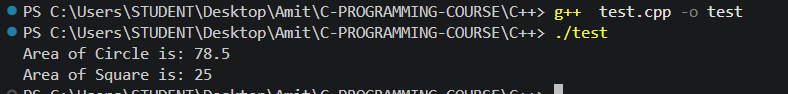 PS C:\Users\STUDENT\Desktop\Amit\C-PROGRAMMING-COURSE\C++> g++  test.cpp -o test
PS C:\Users\STUDENT\Desktop\Amit\C-PROGRAMMING-COURSE\C++> ./test
Area of Circle is: 78.5
Area of Square is: 25
PS C:\Users\STUDENT\Desktop\Amit\C-PROGRAMMING-COURSE\C++>